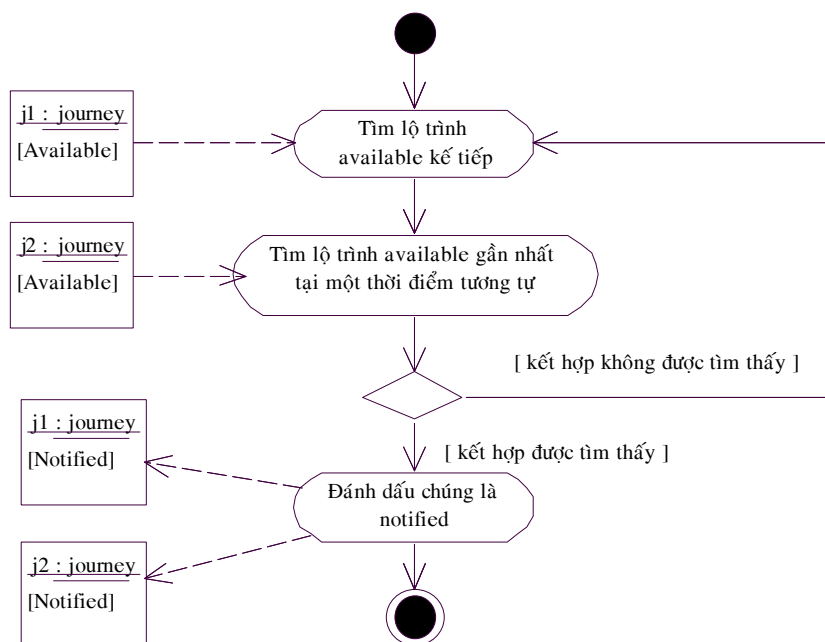 j1 : journey
[Available]
Tìm lộ trình
available kế tiếp
j2 : journey
[Available]
Tìm lộ trình available gần nhất
tại một thời điểm tương tự
[ kết hợp không được tìm thấy ]
j1 : journey
[Notified]
[ kết hợp được tìm thấy ]
Đánh dấu chúng là
notified
j2 : journey
[Notified]